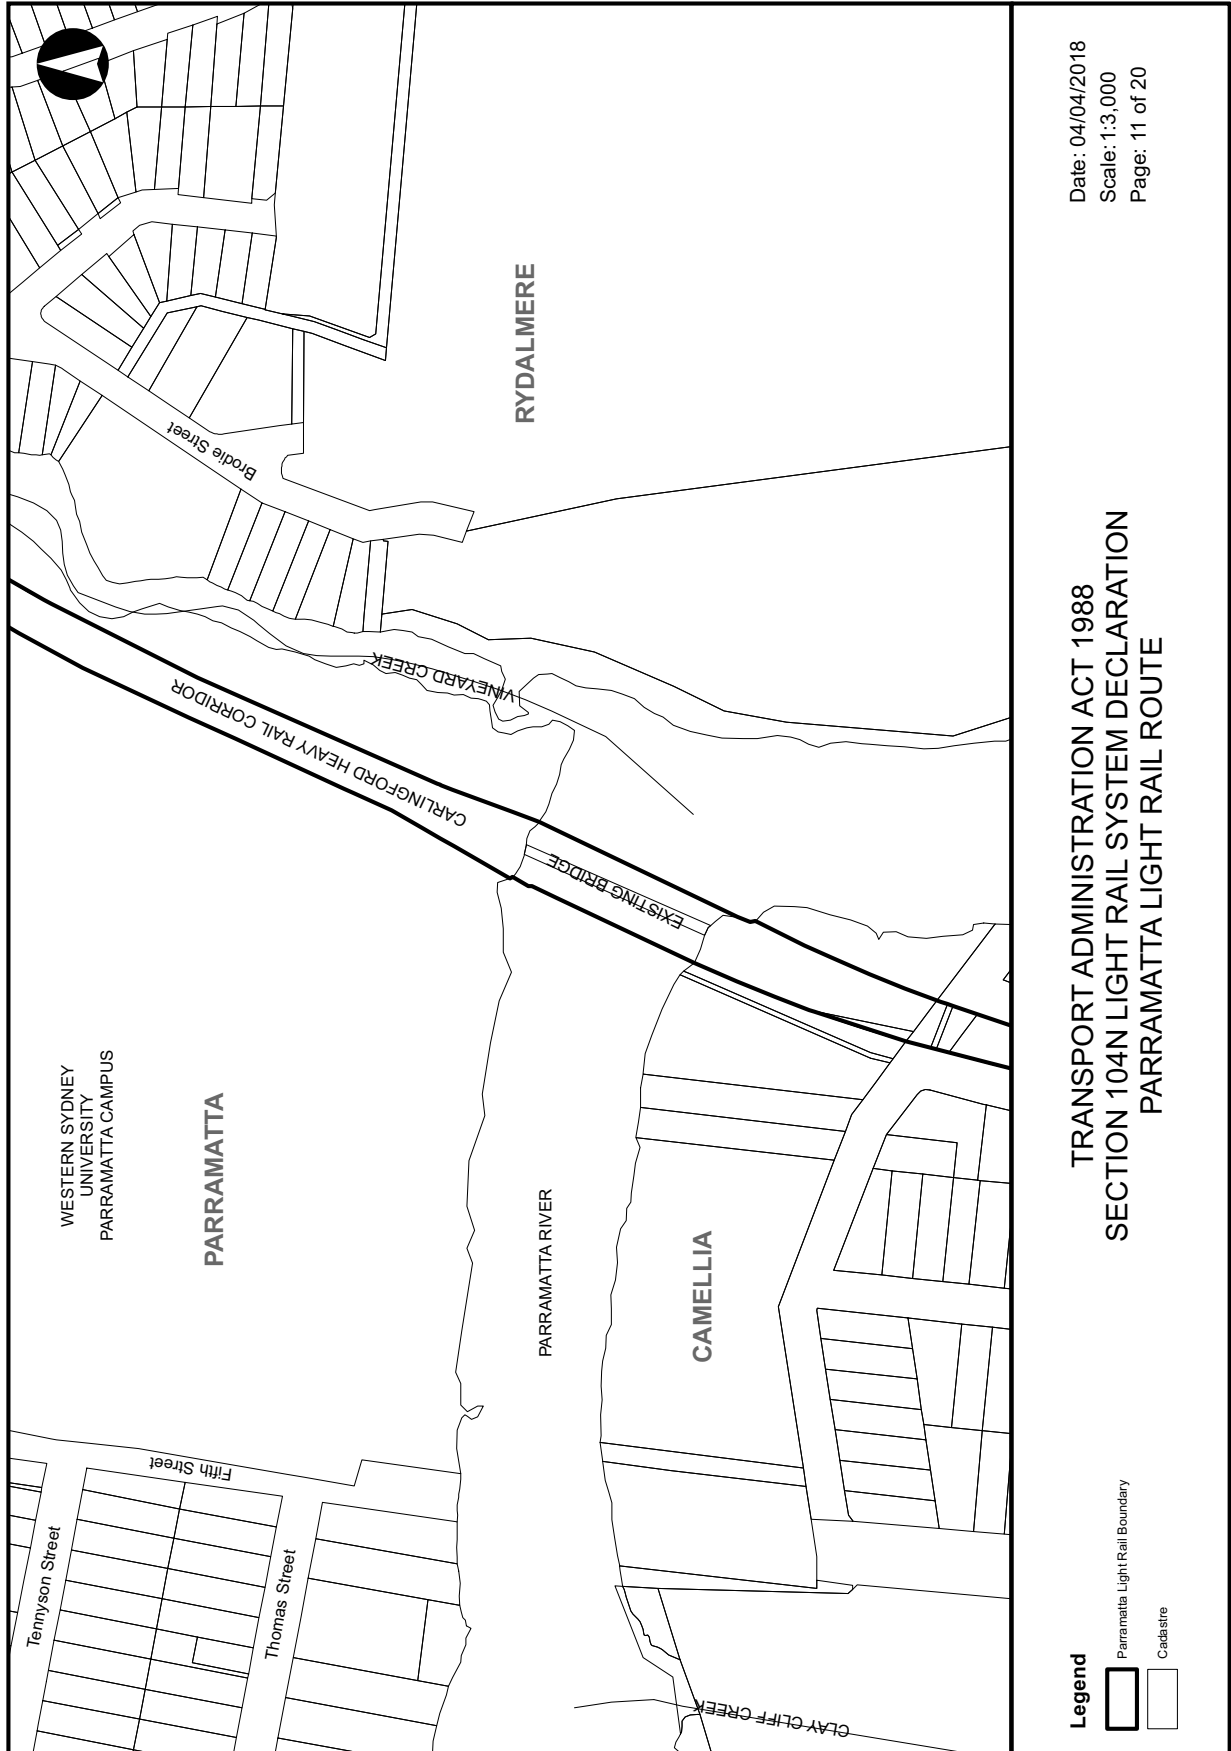 WESTERN SYDNEY
UNIVERSITY
PARRAMATTA CAMPUS
PARRAMATTA
RYDALMERE
CAMELLIA
PARRAMATTA RIVER
CARLINGFORD HEAVY RAIL CORRIDOR
EXISTING BRIDGE
VINEYARD CREEK
CLAY CLIFF CREEK
Brodie Street
Fifth Street
Tennyson Street
Thomas Street
Legend
Parramatta Light Rail Boundary
Cadastre
TRANSPORT ADMINISTRATION ACT 1988
SECTION 104N LIGHT RAIL SYSTEM DECLARATION
PARRAMATTA LIGHT RAIL ROUTE
Date: 04/04/2018
Scale: 1:3,000
Page: 11 of 20